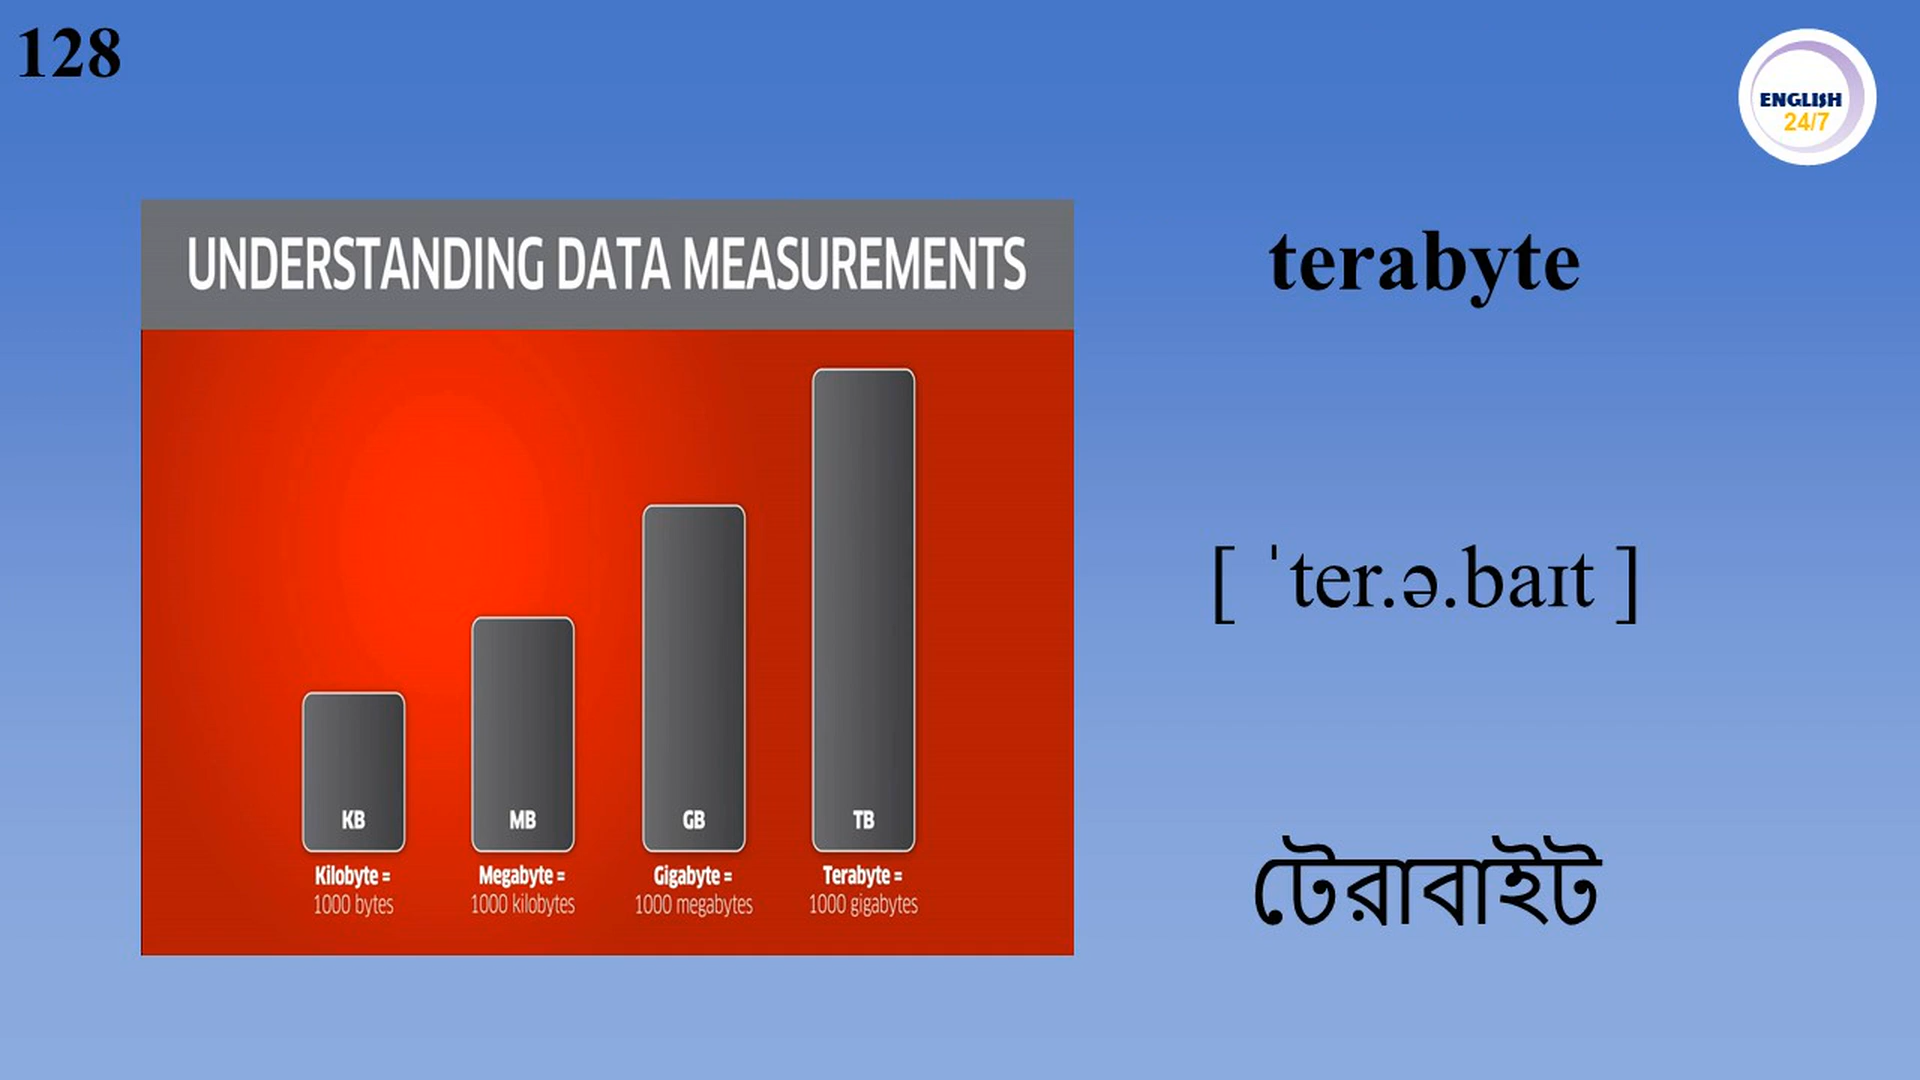 128
ENGLISH
24/7
UNDERSTANDING DATA MEASUREMENTS
terabyte
[ ˈter.ə.baɪt ]
টেরাবাইট
KB
MB
GB
TB
Kilobyte =
1000 bytes
Megabyte =
1000 kilobytes
Gigabyte =
1000 megabytes
Terabyte =
1000 gigabytes